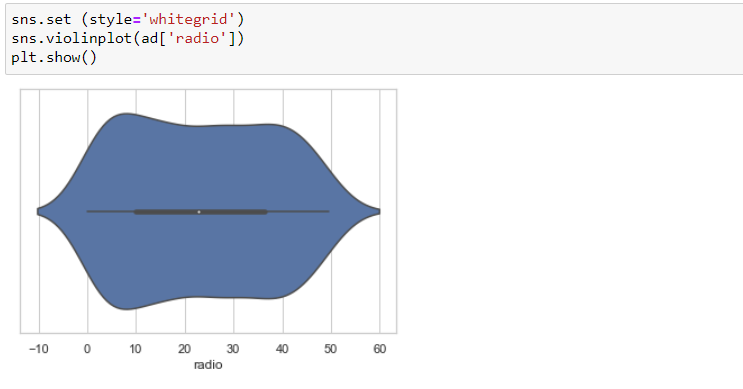 sns.set (style='whitegrid')
sns.violinplot(ad['radio'])
plt.show()
−10 0 10 20 30 40 50 60
radio